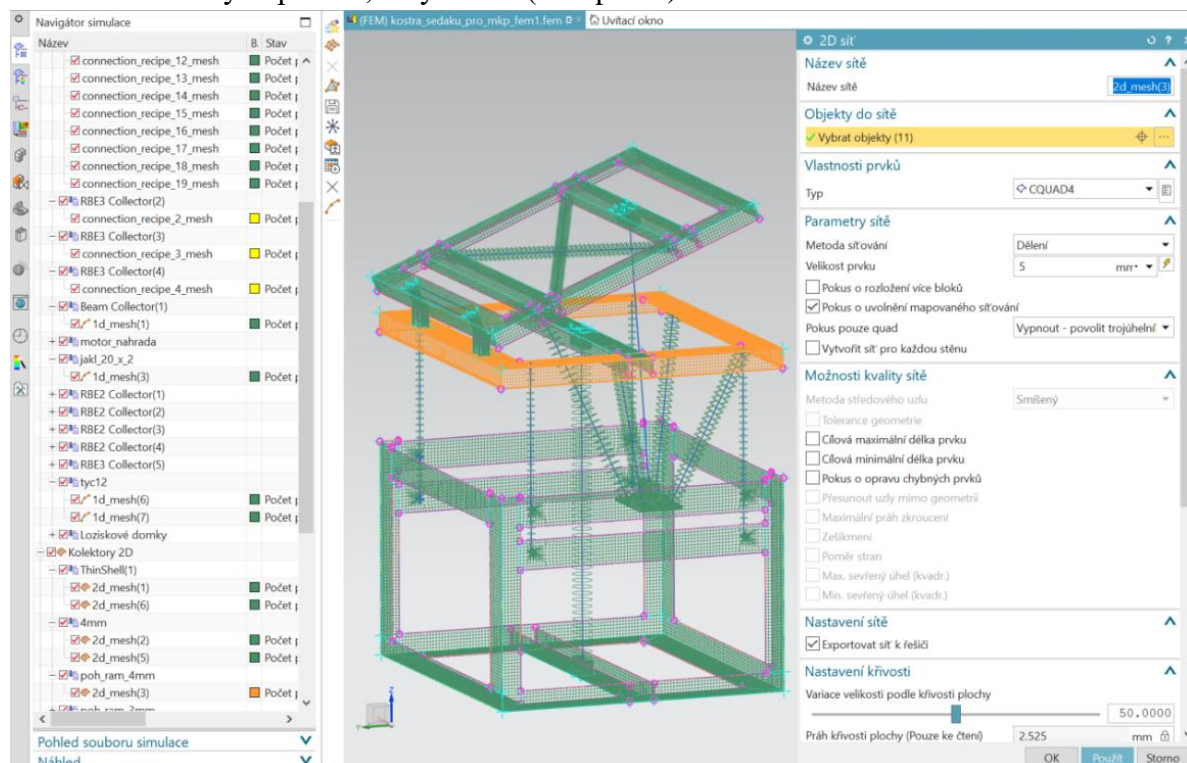 Navigátor simulace
Název B. Stav
connection_recipe_12_mesh Počet
connection_recipe_13_mesh Počet
connection_recipe_14_mesh Počet
connection_recipe_15_mesh Počet
connection_recipe_16_mesh Počet
connection_recipe_17_mesh Počet
connection_recipe_18_mesh Počet
connection_recipe_19_mesh Počet
RBE3 Collector(2)
connection_recipe_2_mesh Počet
RBE3 Collector(3)
connection_recipe_3_mesh Počet
RBE3 Collector(4)
connection_recipe_4_mesh Počet
Beam Collector(1)
1d_mesh(1) Počet
motor_nahrada
jakl_20_x_2
1d_mesh(3) Počet
RBE2 Collector(1)
RBE2 Collector(2)
RBE2 Collector(3)
RBE2 Collector(4)
RBE3 Collector(5)
tyc12
1d_mesh(6) Počet
1d_mesh(7) Počet
Loziskové domky
Kolektory 2D
ThinShell(1)
2d_mesh(1) Počet
2d_mesh(6) Počet
4mm
2d_mesh(2) Počet
2d_mesh(5) Počet
poh_ram_4mm
2d_mesh(3) Počet
Pohled souboru simulace
Náhled
(FEM) kostra_sedaku_pro_mkp_fem1.fem
Uvítací okno
Z
Y
2D síť
Název sítě
Název sítě 2d_mesh(3)
Objekty do sítě
Vybrat objekty (11)
Vlastnosti prvků
Typ CQUAD4
Parametry sítě
Metoda síťování Dělení
Velikost prvku 5 mm
Pokus o rozložení více bloků
Pokus o uvolnění mapovaného síťování
Pokus pouze quad Vypnout - povolit trojúhelní
Vytvořit síť pro každou stěnu
Možnosti kvality sítě
Metoda středového uzlu Smíšený
Tolerance geometrie
Cílová maximální délka prvku
Cílová minimální délka prvku
Pokus o opravu chybných prvků
Přesunout uzly mimo geometrii
Maximální práh zkroucení
Zešikmení
Poměr stran
Max. sevřený úhel (kvadr.)
Min. sevřený úhel (kvadr.)
Nastavení sítě
Exportovat síť k řešiči
Nastavení křivosti
Variace velikosti podle křivosti plochy
50.0000
Práh křivosti plochy (Pouze ke čtení) 2.525 mm
OK Použít Storno